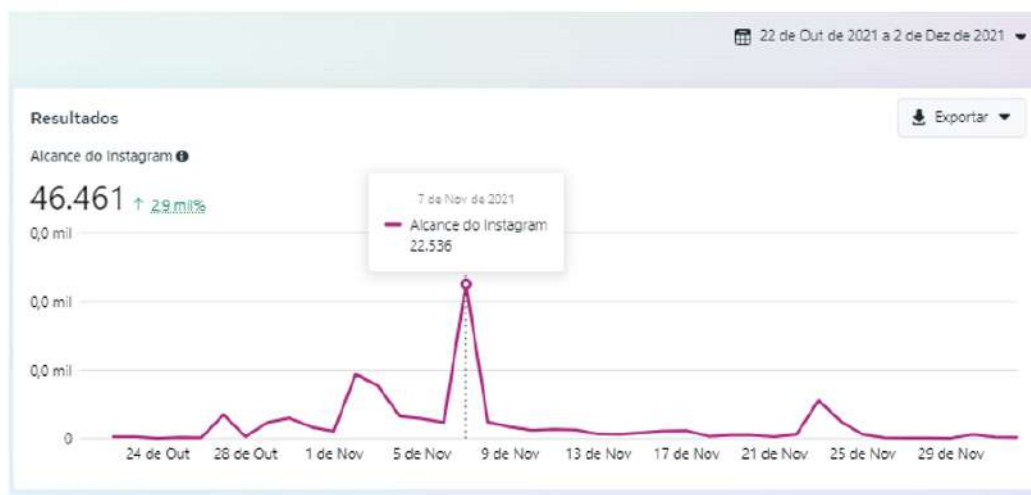 22 de Out de 2021 a 2 de Dez de 2021
Resultados
Exportar
Alcance do Instagram
46.461 ↑ 2,9 mil%
7 de Nov de 2021
Alcance do Instagram
22.536
0,0 mil
0,0 mil
0,0 mil
0
24 de Out 28 de Out 1 de Nov 5 de Nov 9 de Nov 13 de Nov 17 de Nov 21 de Nov 25 de Nov 29 de Nov